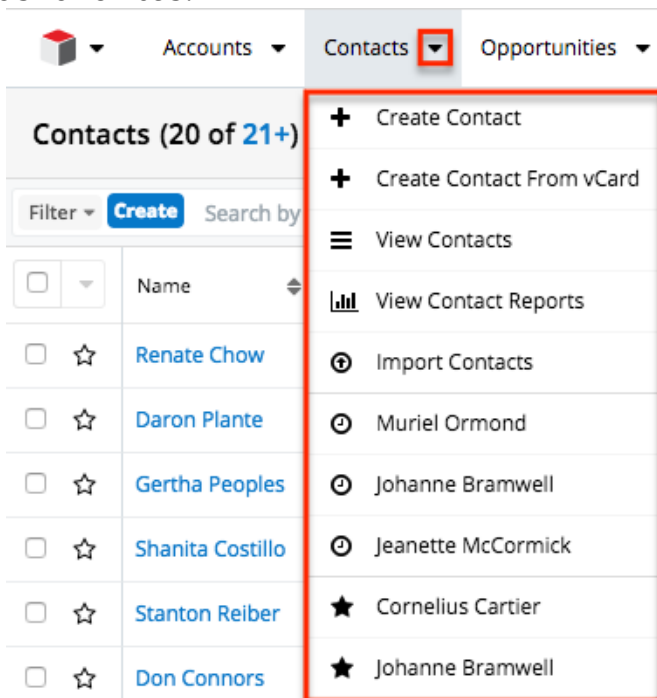 Accounts Contacts Opportunities
Contacts (20 of 21+)
Filter Create Search by
Name
Renate Chow
Daron Plante
Gertha Peoples
Shanita Costillo
Stanton Reiber
Don Connors
Create Contact
Create Contact From vCard
View Contacts
View Contact Reports
Import Contacts
Muriel Ormond
Johanne Bramwell
Jeanette McCormick
Cornelius Cartier
Johanne Bramwell